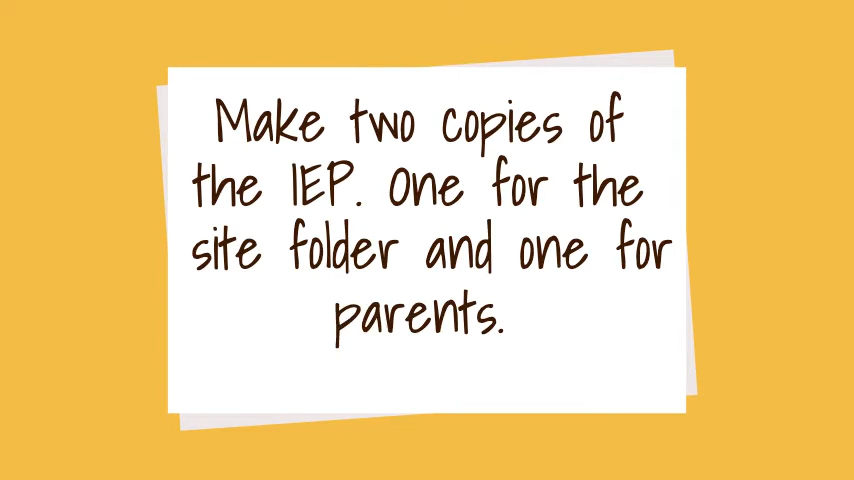 Make two copies of
the IEP. One for the
site folder and one for
parents.